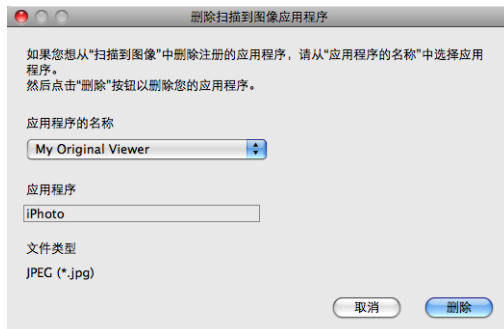 删除扫描到图像应用程序
如果您想从“扫描到图像”中删除注册的应用程序，请从“应用程序的名称”中选择应用
程序。
然后点击“删除”按钮以删除您的应用程序。
应用程序的名称
My Original Viewer
应用程序
iPhoto
文件类型
JPEG (*.jpg)
取消
删除